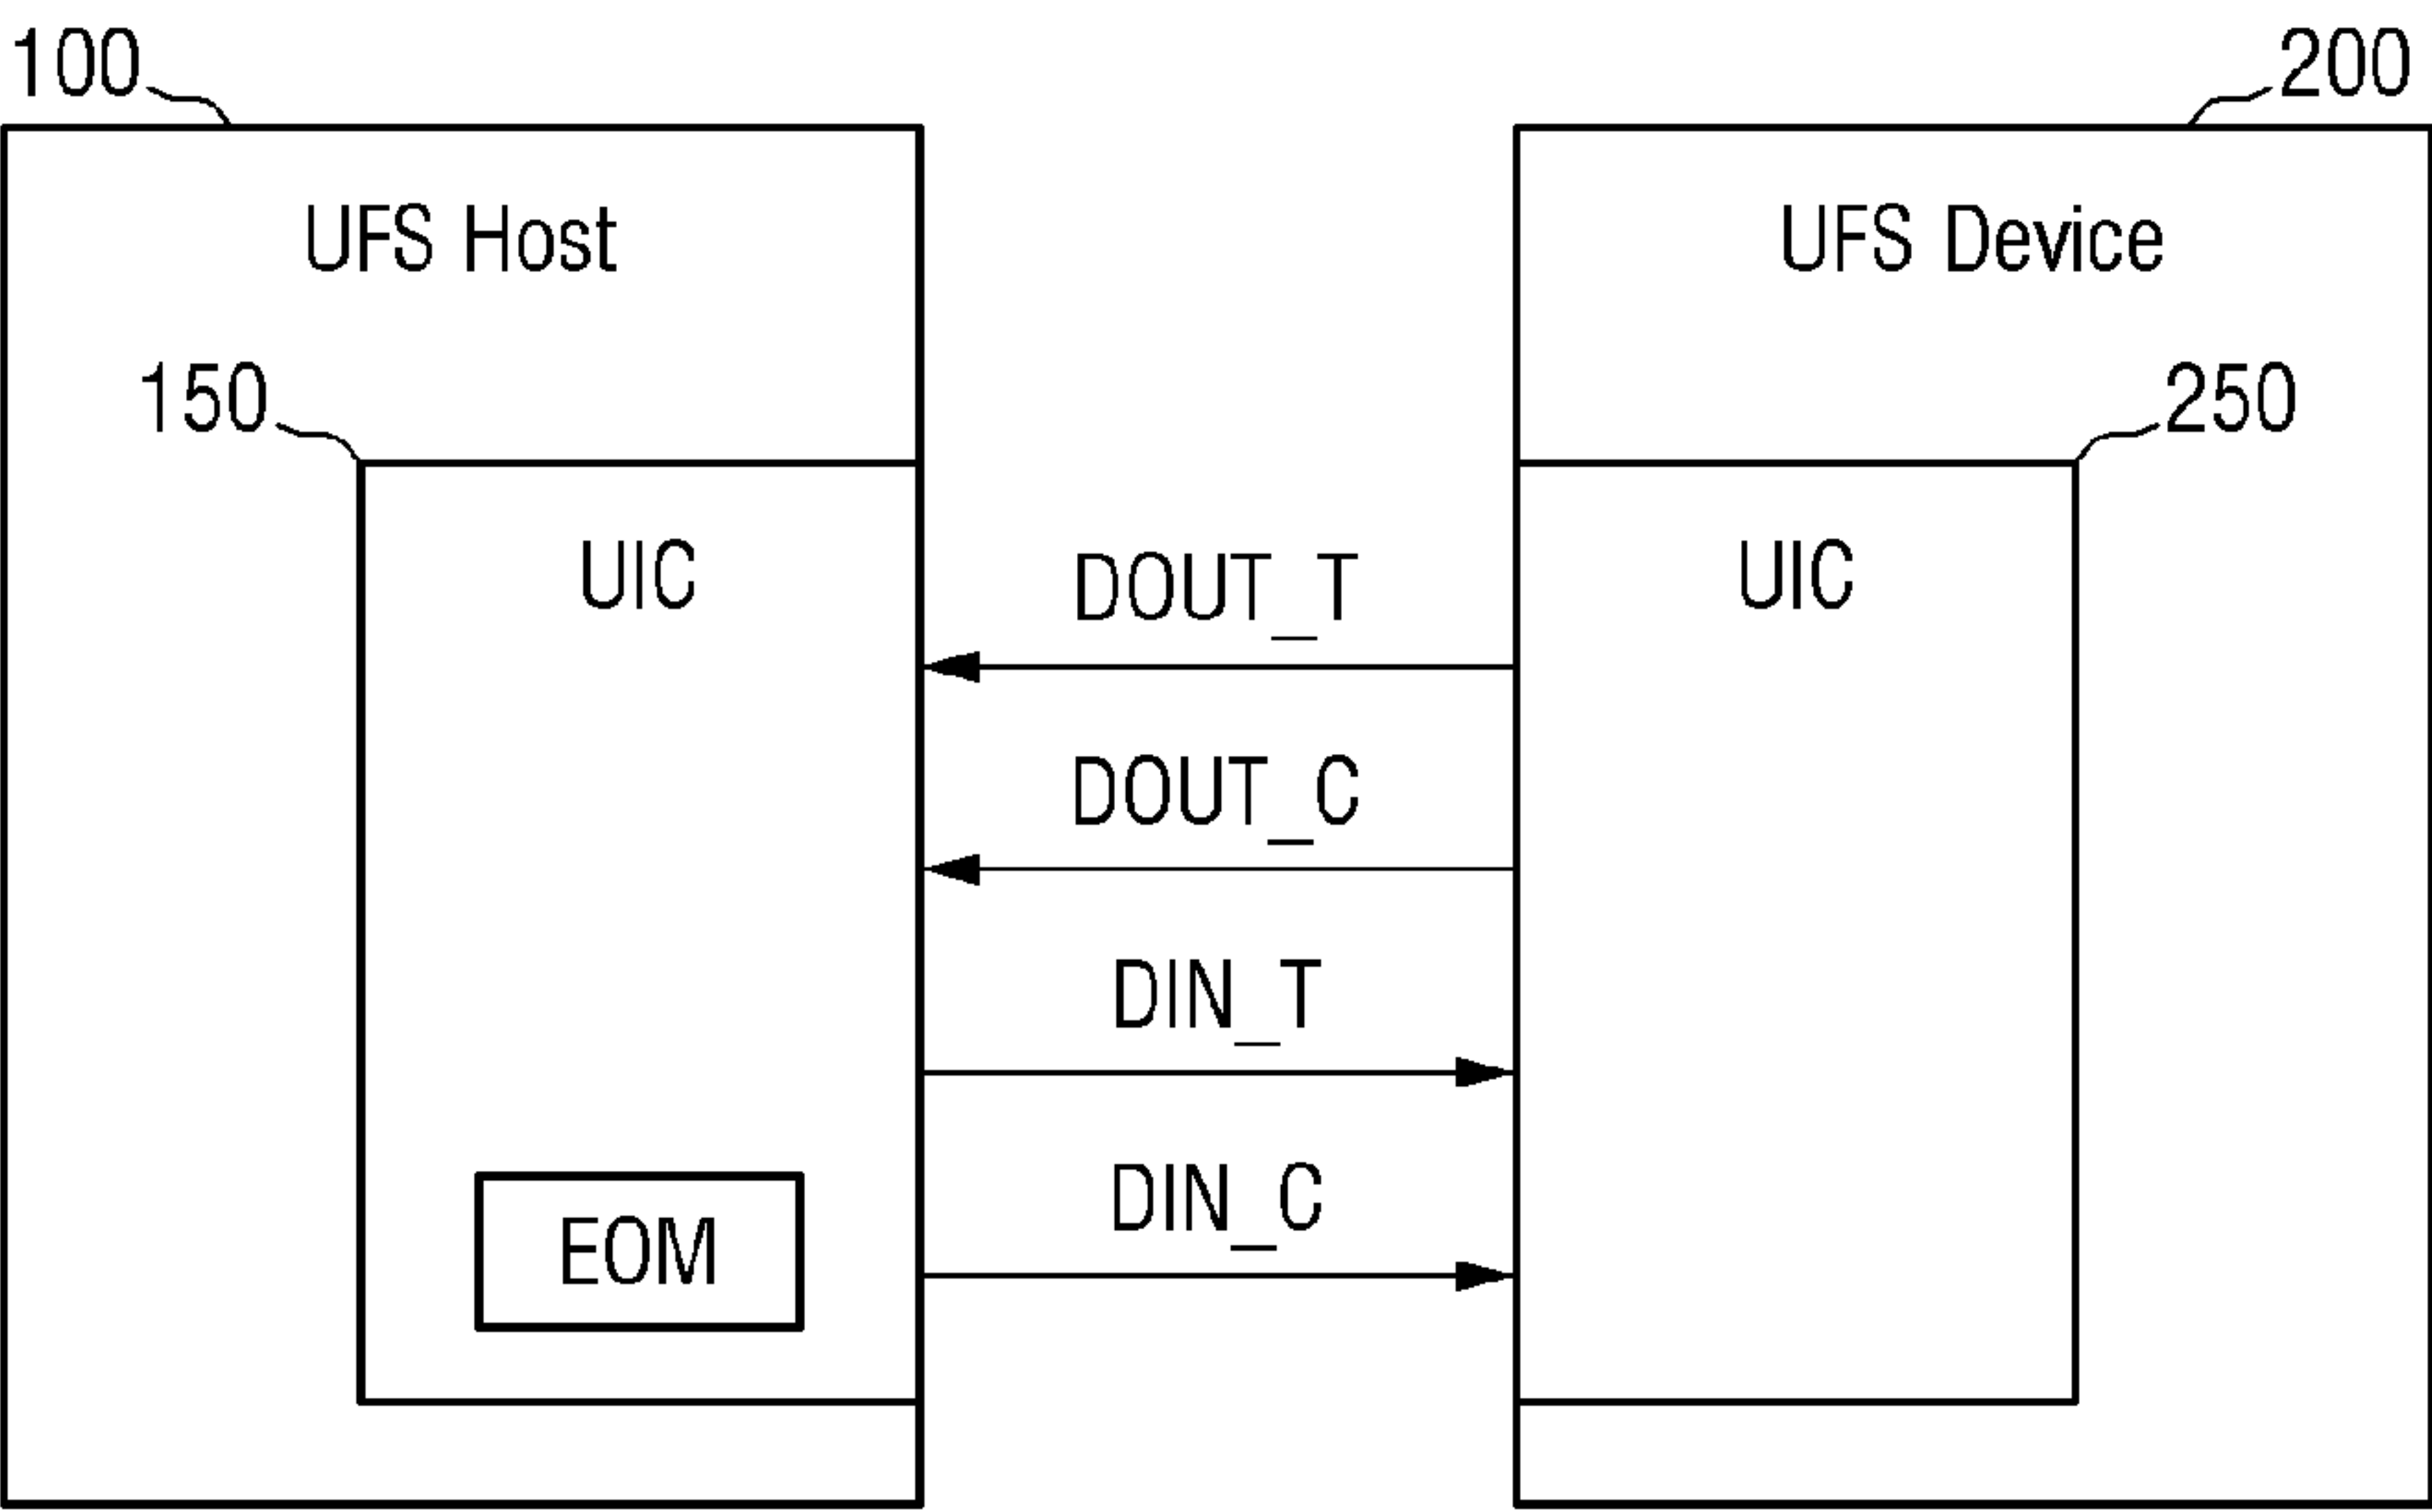 100
200
UFS Host
UFS Device
150
250
UIC
UIC
DOUT_T
DOUT_C
DIN_T
DIN_C
EOM